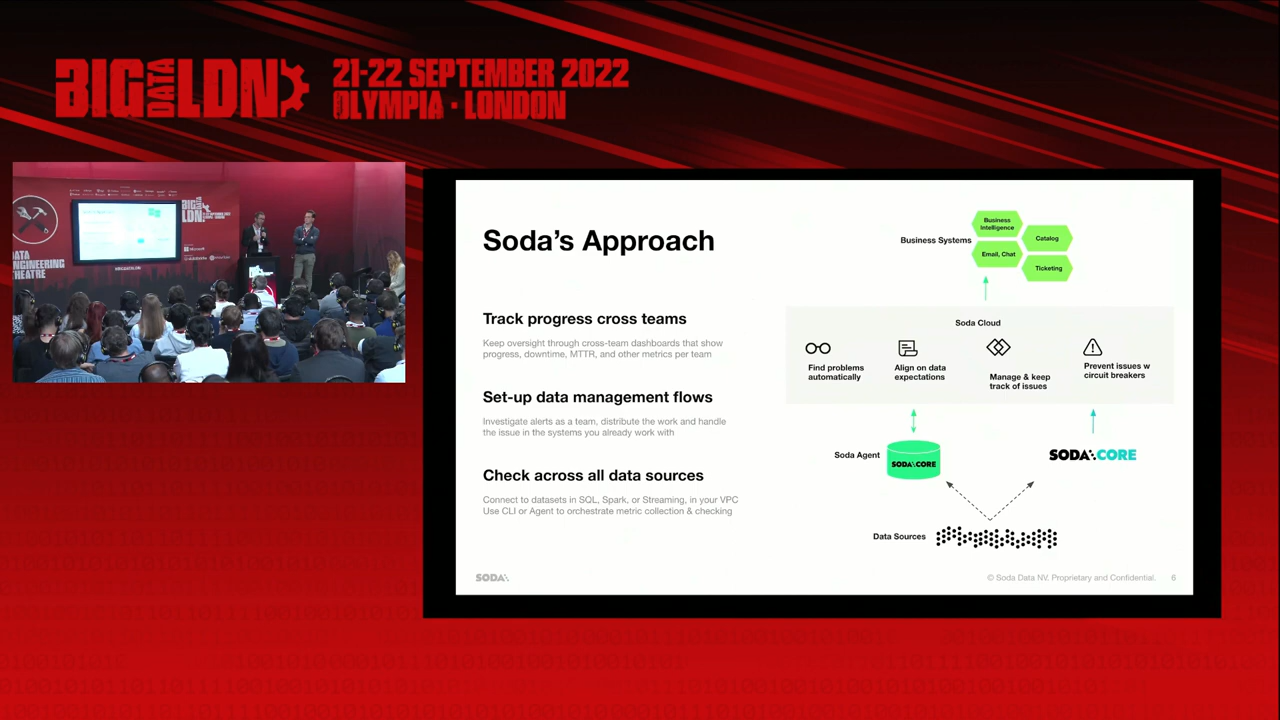 BIG DATA LDN
21-22 SEPTEMBER 2022
OLYMPIA · LONDON
DATA
ENGINEERING
THEATRE
BIG DATA
LDN
Soda's Approach
Track progress cross teams
Keep oversight through cross-team dashboards that show
progress, downtime, MTTR, and other metrics per team
Set-up data management flows
Investigate alerts as a team, distribute the work and handle
the issue in the systems you already work with
Check across all data sources
Connect to datasets in SQL, Spark, or Streaming, in your VPC
Use CLI or Agent to orchestrate metric collection & checking
Business Systems
Business
Intelligence
Catalog
Email, Chat
Ticketing
Soda Cloud
Find problems
automatically
Align on data
expectations
Manage & keep
track of issues
Prevent issues w
circuit breakers
Soda Agent
SODA CORE
SODA CORE
Data Sources
SODA
© Soda Data NV. Proprietary and Confidential.
6